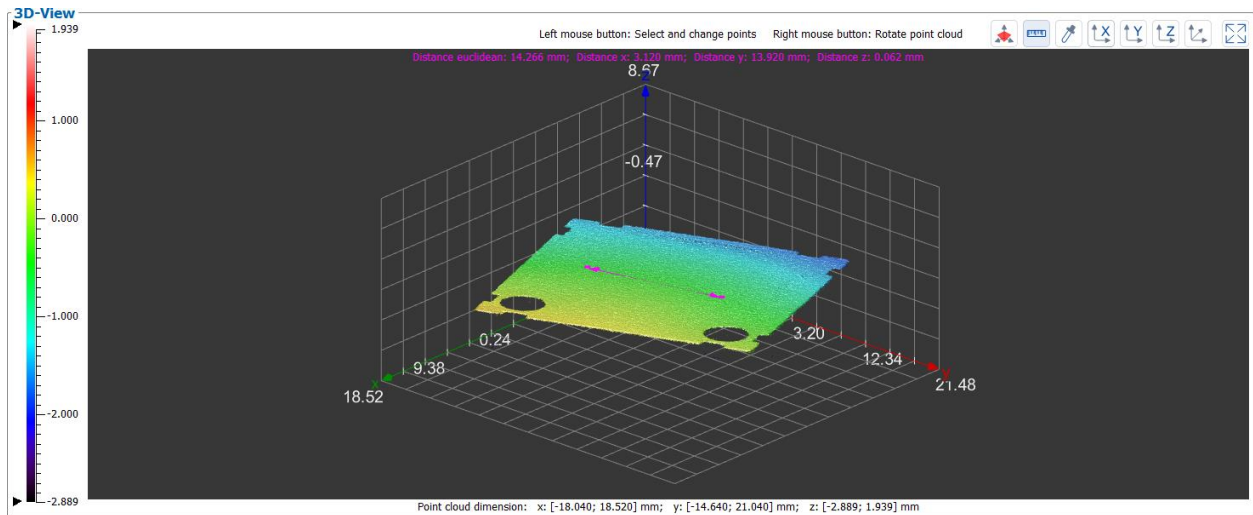 3D-View
Left mouse button: Select and change points Right mouse button: Rotate point cloud
X Y Z
Distance euclidean: 14.266 mm; Distance x: 3.120 mm; Distance y: 13.920 mm; Distance z: 0.062 mm
1.939
1.000
0.000
-1.000
-2.000
-2.889
8.67
z
-0.47
0.24
9.38
x
18.52
3.20
12.34
y
21.48
Point cloud dimension: x: [-18.040; 18.520] mm; y: [-14.640; 21.040] mm; z: [-2.889; 1.939] mm